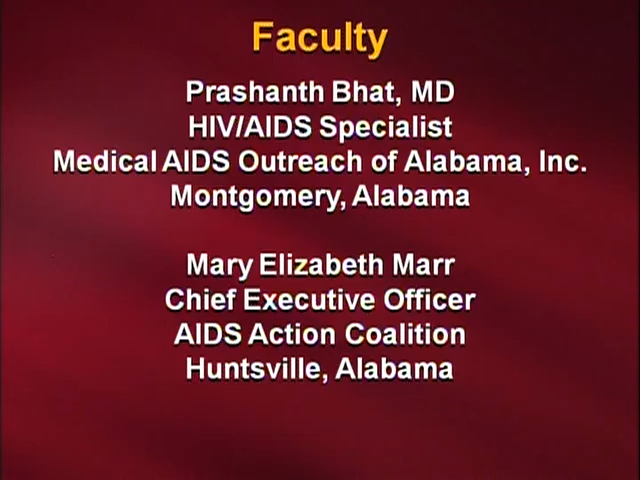 Faculty
Prashanth Bhat, MD
HIV/AIDS Specialist
Medical AIDS Outreach of Alabama, Inc.
Montgomery, Alabama
Mary Elizabeth Marr
Chief Executive Officer
AIDS Action Coalition
Huntsville, Alabama